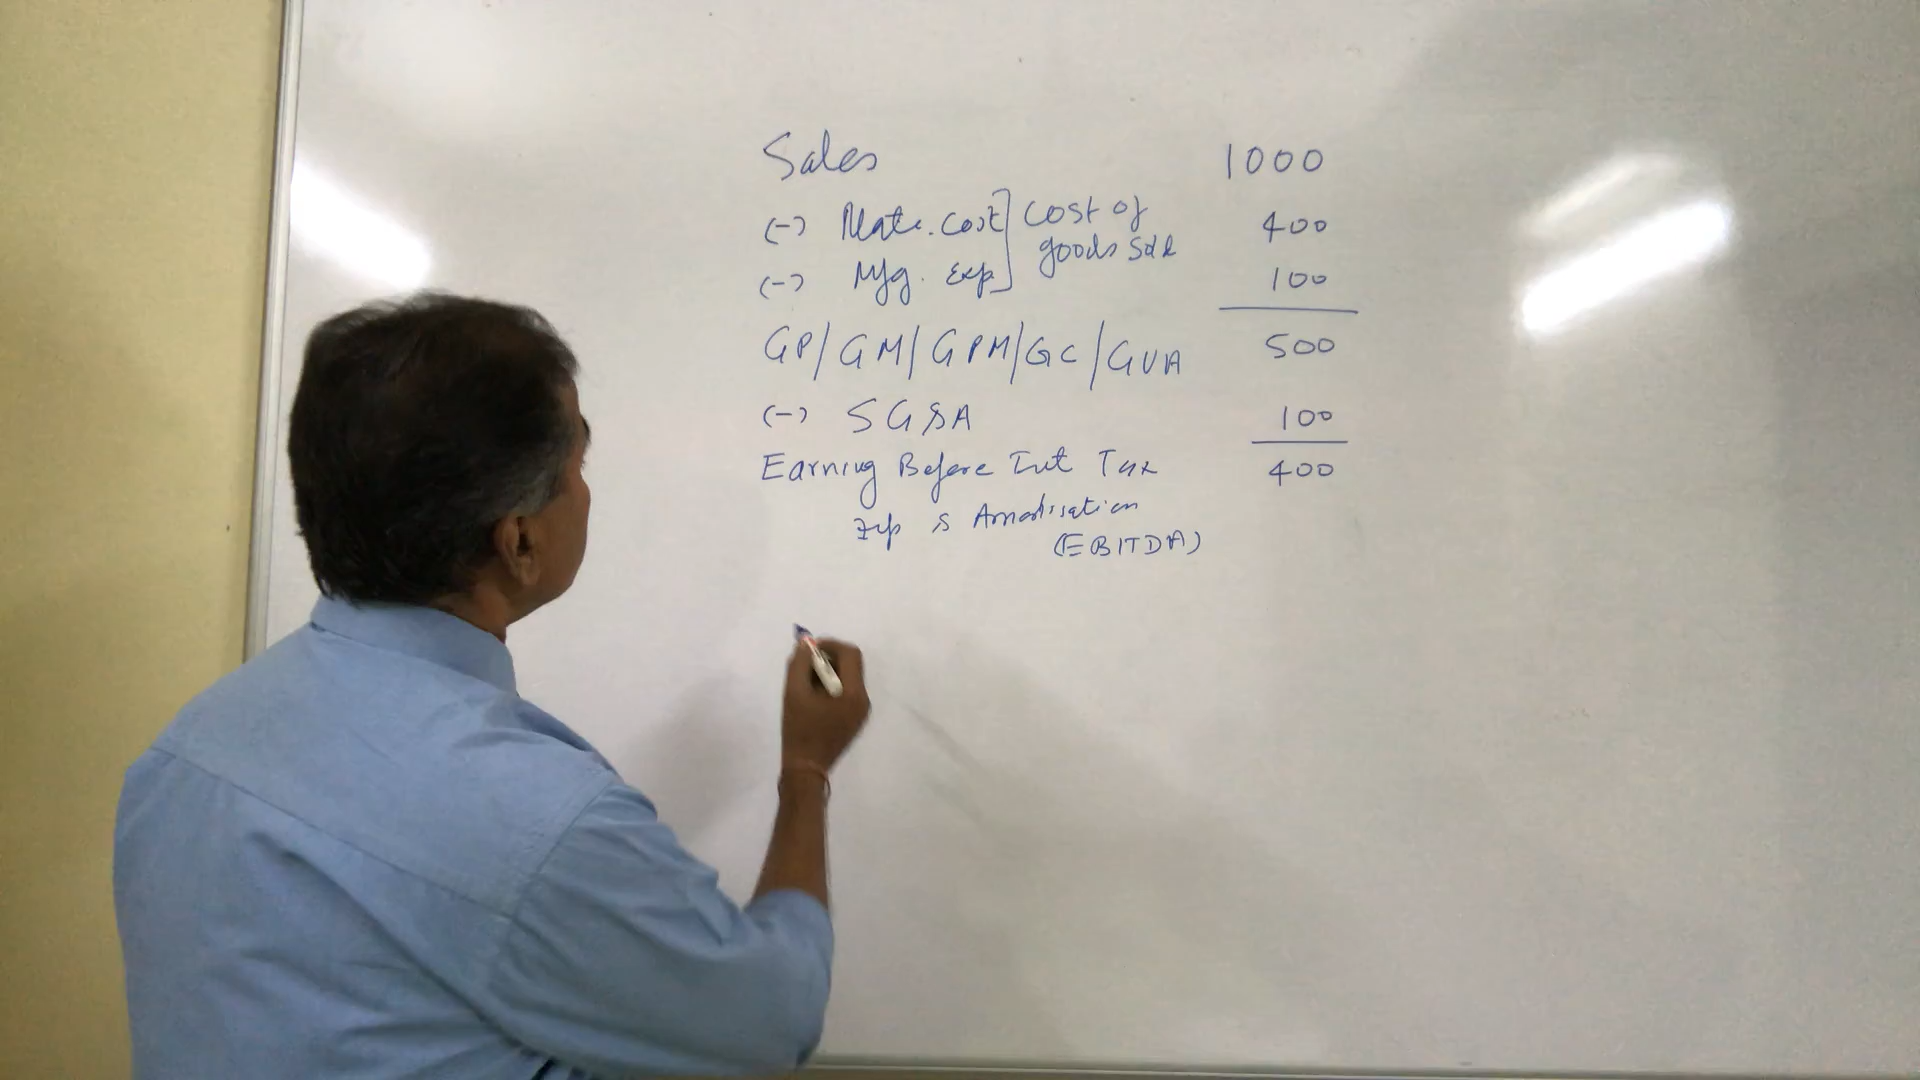 Sales 1000
(-) Mate. Cost Cost of 400
goods Sold
(-) Mfg. Exp 100
GP/GM/GPM/GC/GVA 500
(-) SG&A 100
Earning Before Int Tax 400
Dep & Amortisation
(EBITDA)